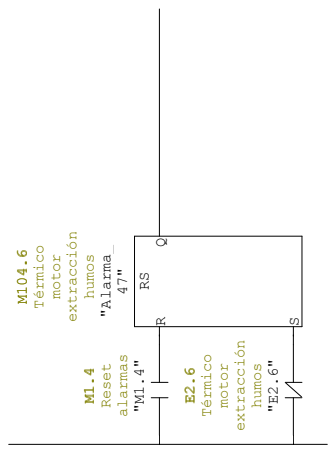 M104.6
Térmico
motor
extracción
humos
"Alarma_
47"
RS
R
Q
S
M1.4
Reset
alarmas
"M1.4"
E2.6
Térmico
motor
extracción
humos
"E2.6"